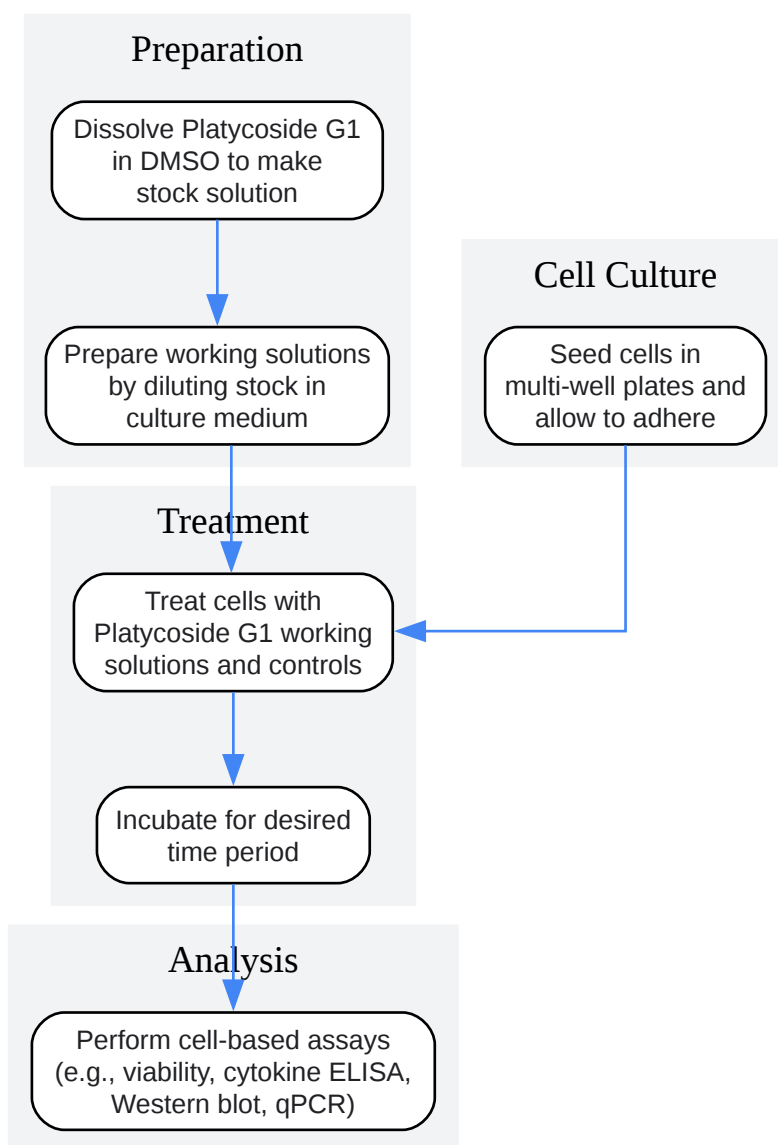 Preparation
Dissolve Platycoside G1
in DMSO to make
stock solution
Prepare working solutions
by diluting stock in
culture medium
Cell Culture
Seed cells in
multi-well plates and
allow to adhere
Treatment
Treat cells with
Platycoside G1 working
solutions and controls
Incubate for desired
time period
Analysis
Perform cell-based assays
(e.g., viability, cytokine ELISA,
Western blot, qPCR)